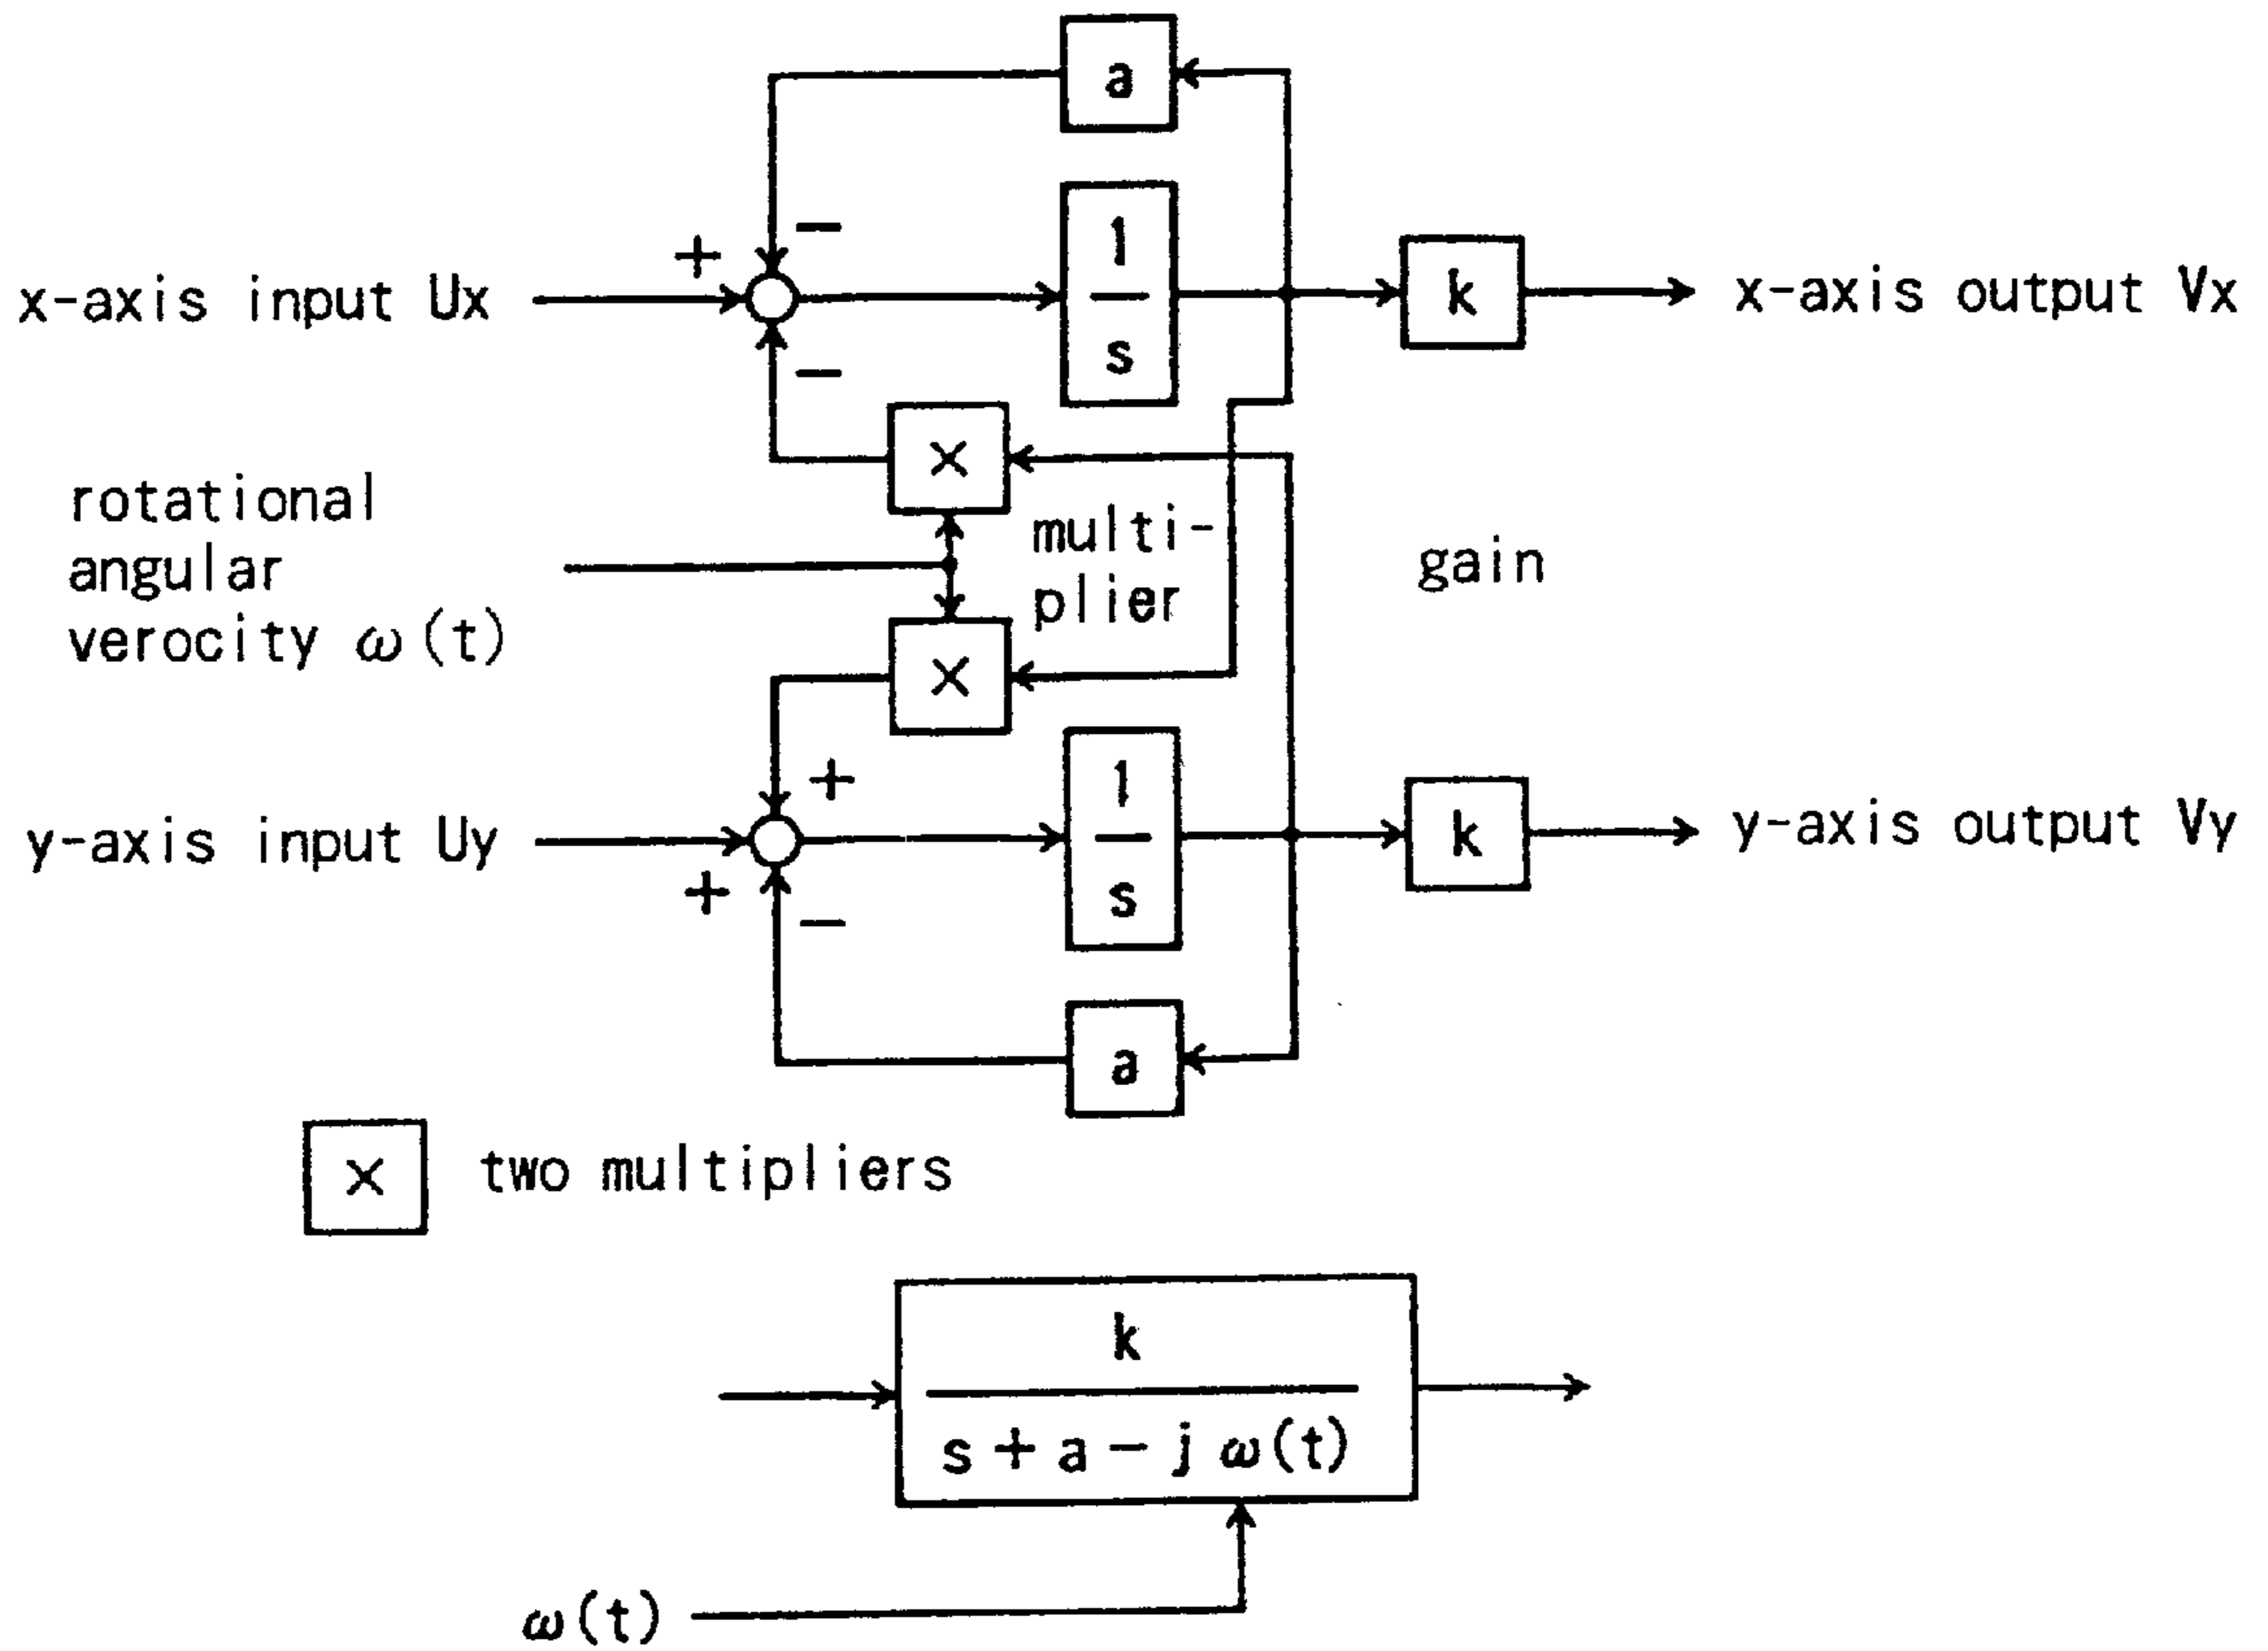 a
−
+
1
s
x-axis input Ux
k
x-axis output Vx
−
×
rotational
angular
verocity ω(t)
multi-
plier
gain
×
+
1
s
y-axis input Uy
k
y-axis output Vy
+
−
a
× two multipliers
k
s + a − j ω(t)
ω(t)